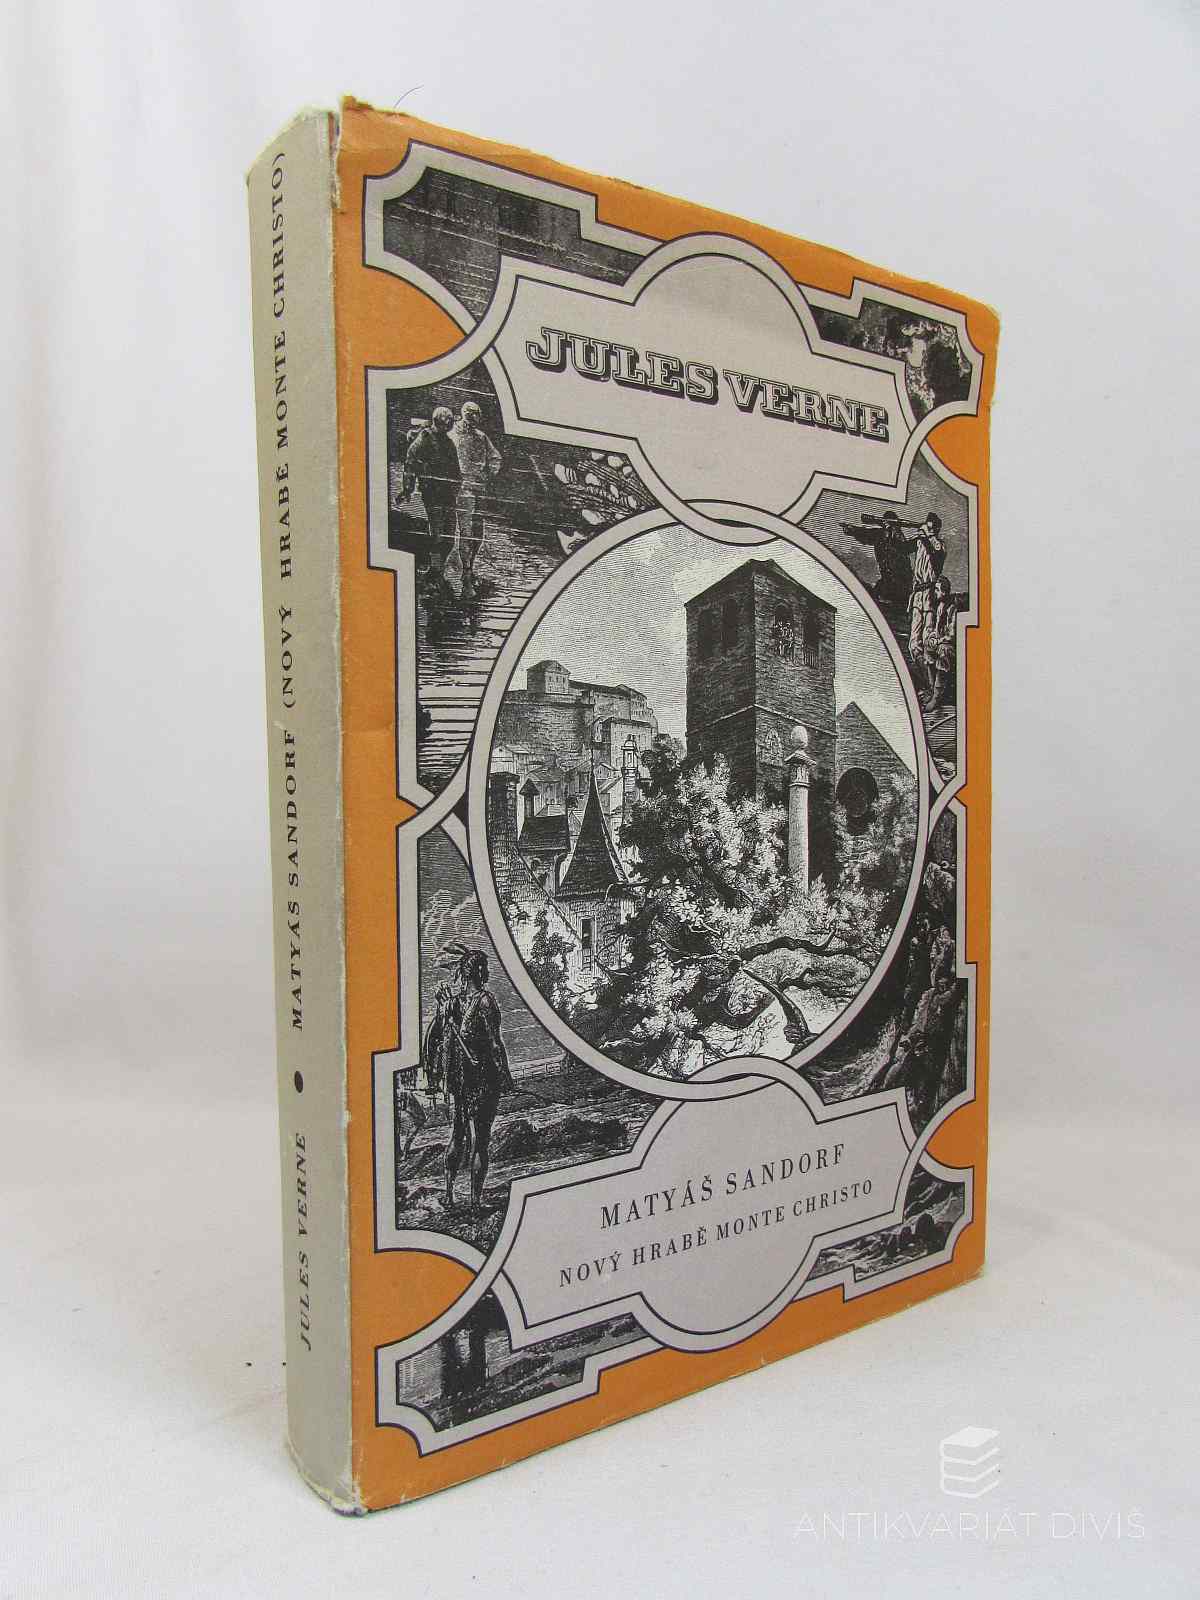 JULES VERNE ● MATYÁŠ SANDORF (NOVÝ HRABĚ MONTE CHRISTO)
JULES VERNE
MATYÁŠ SANDORF
NOVÝ HRABĚ MONTE CHRISTO
ANTIKVARIÁT DIVIŠ